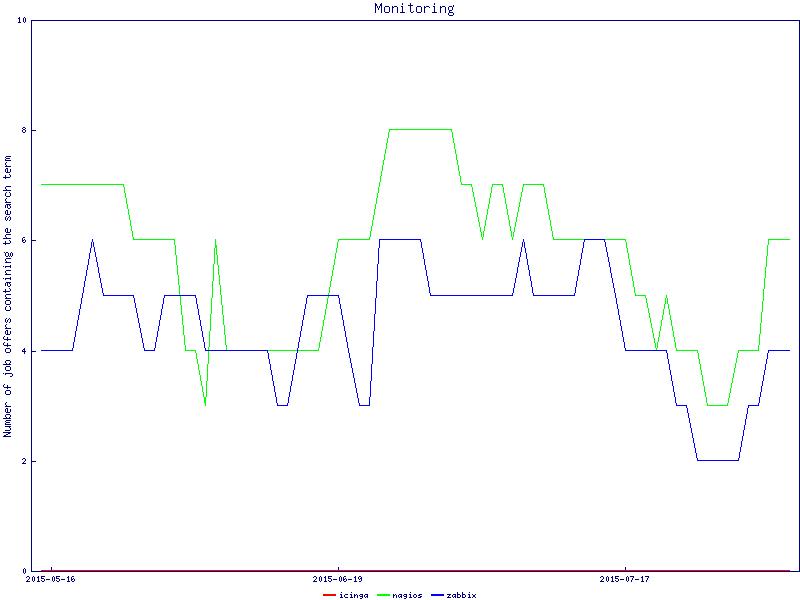 Monitoring
Number of job offers containing the search term
10
8
6
4
2
0
2015-05-16 2015-06-19 2015-07-17
icinga nagios zabbix